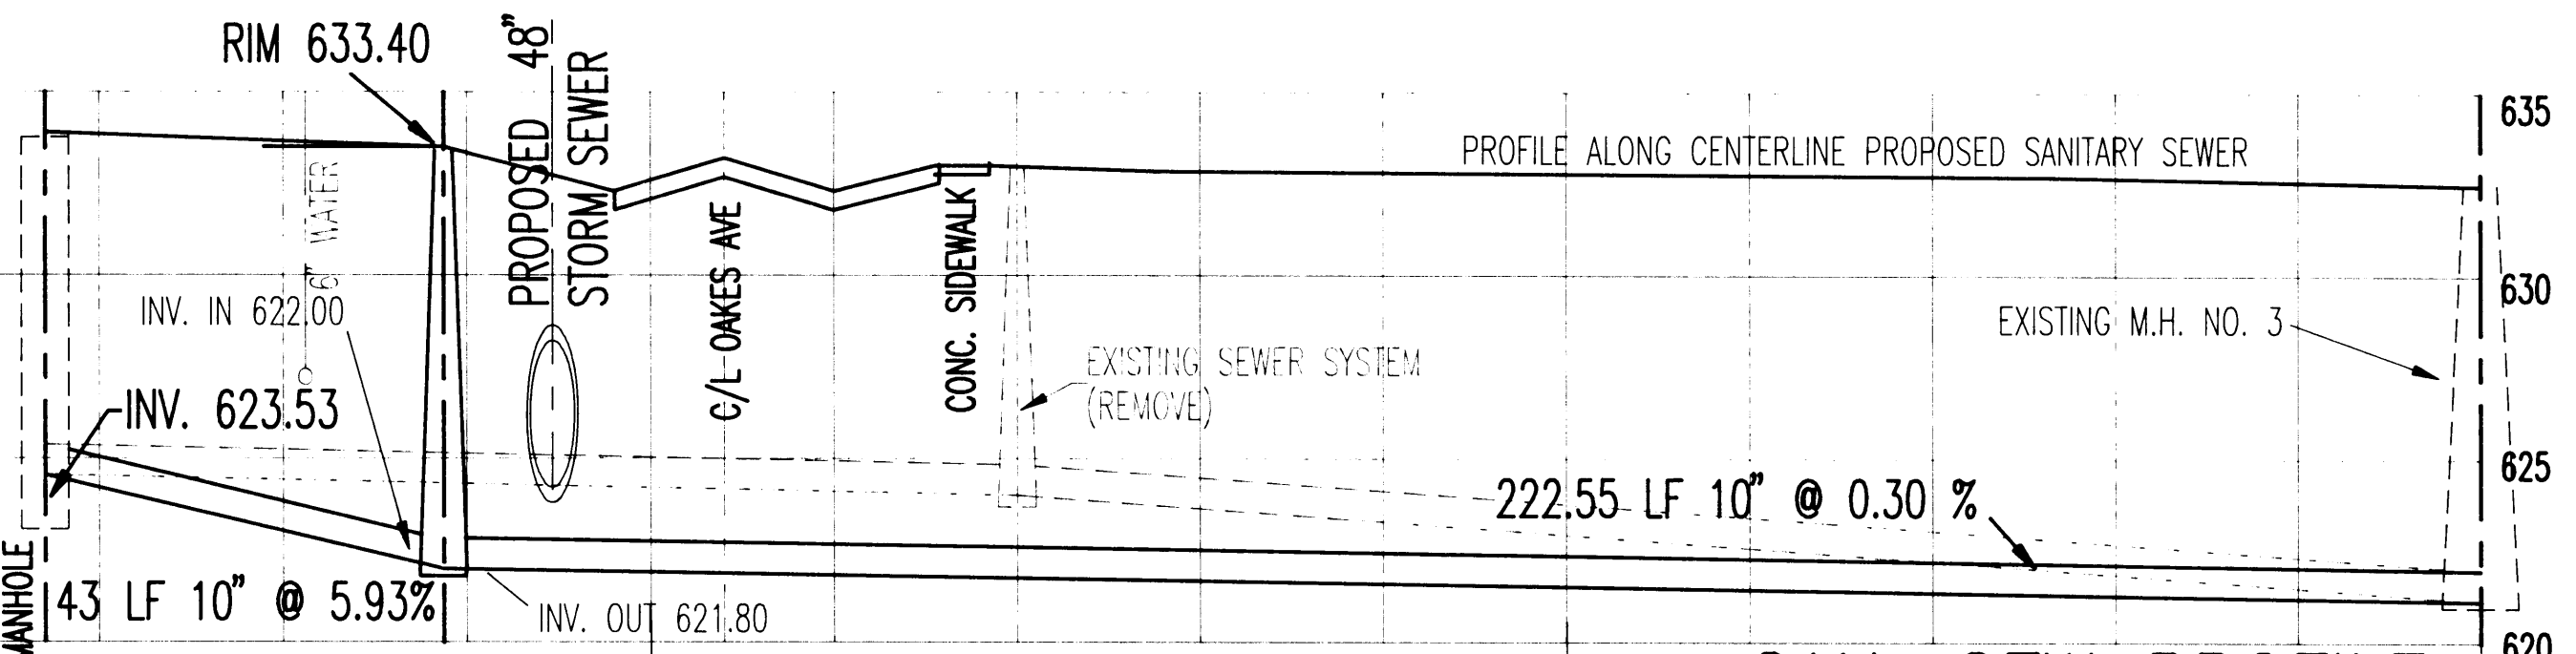 RIM 633.40
PROPOSED 48"
STORM SEWER
635
PROFILE ALONG CENTERLINE PROPOSED SANITARY SEWER
6" WATER
C/L OAKES AVE
CONC. SIDEWALK
630
INV. IN 622.00
EXISTING M.H. NO. 3
EXISTING SEWER SYSTEM
(REMOVE)
INV. 623.53
625
222.55 LF 10" @ 0.30 %
MANHOLE
43 LF 10" @ 5.93%
INV. OUT 621.80
620